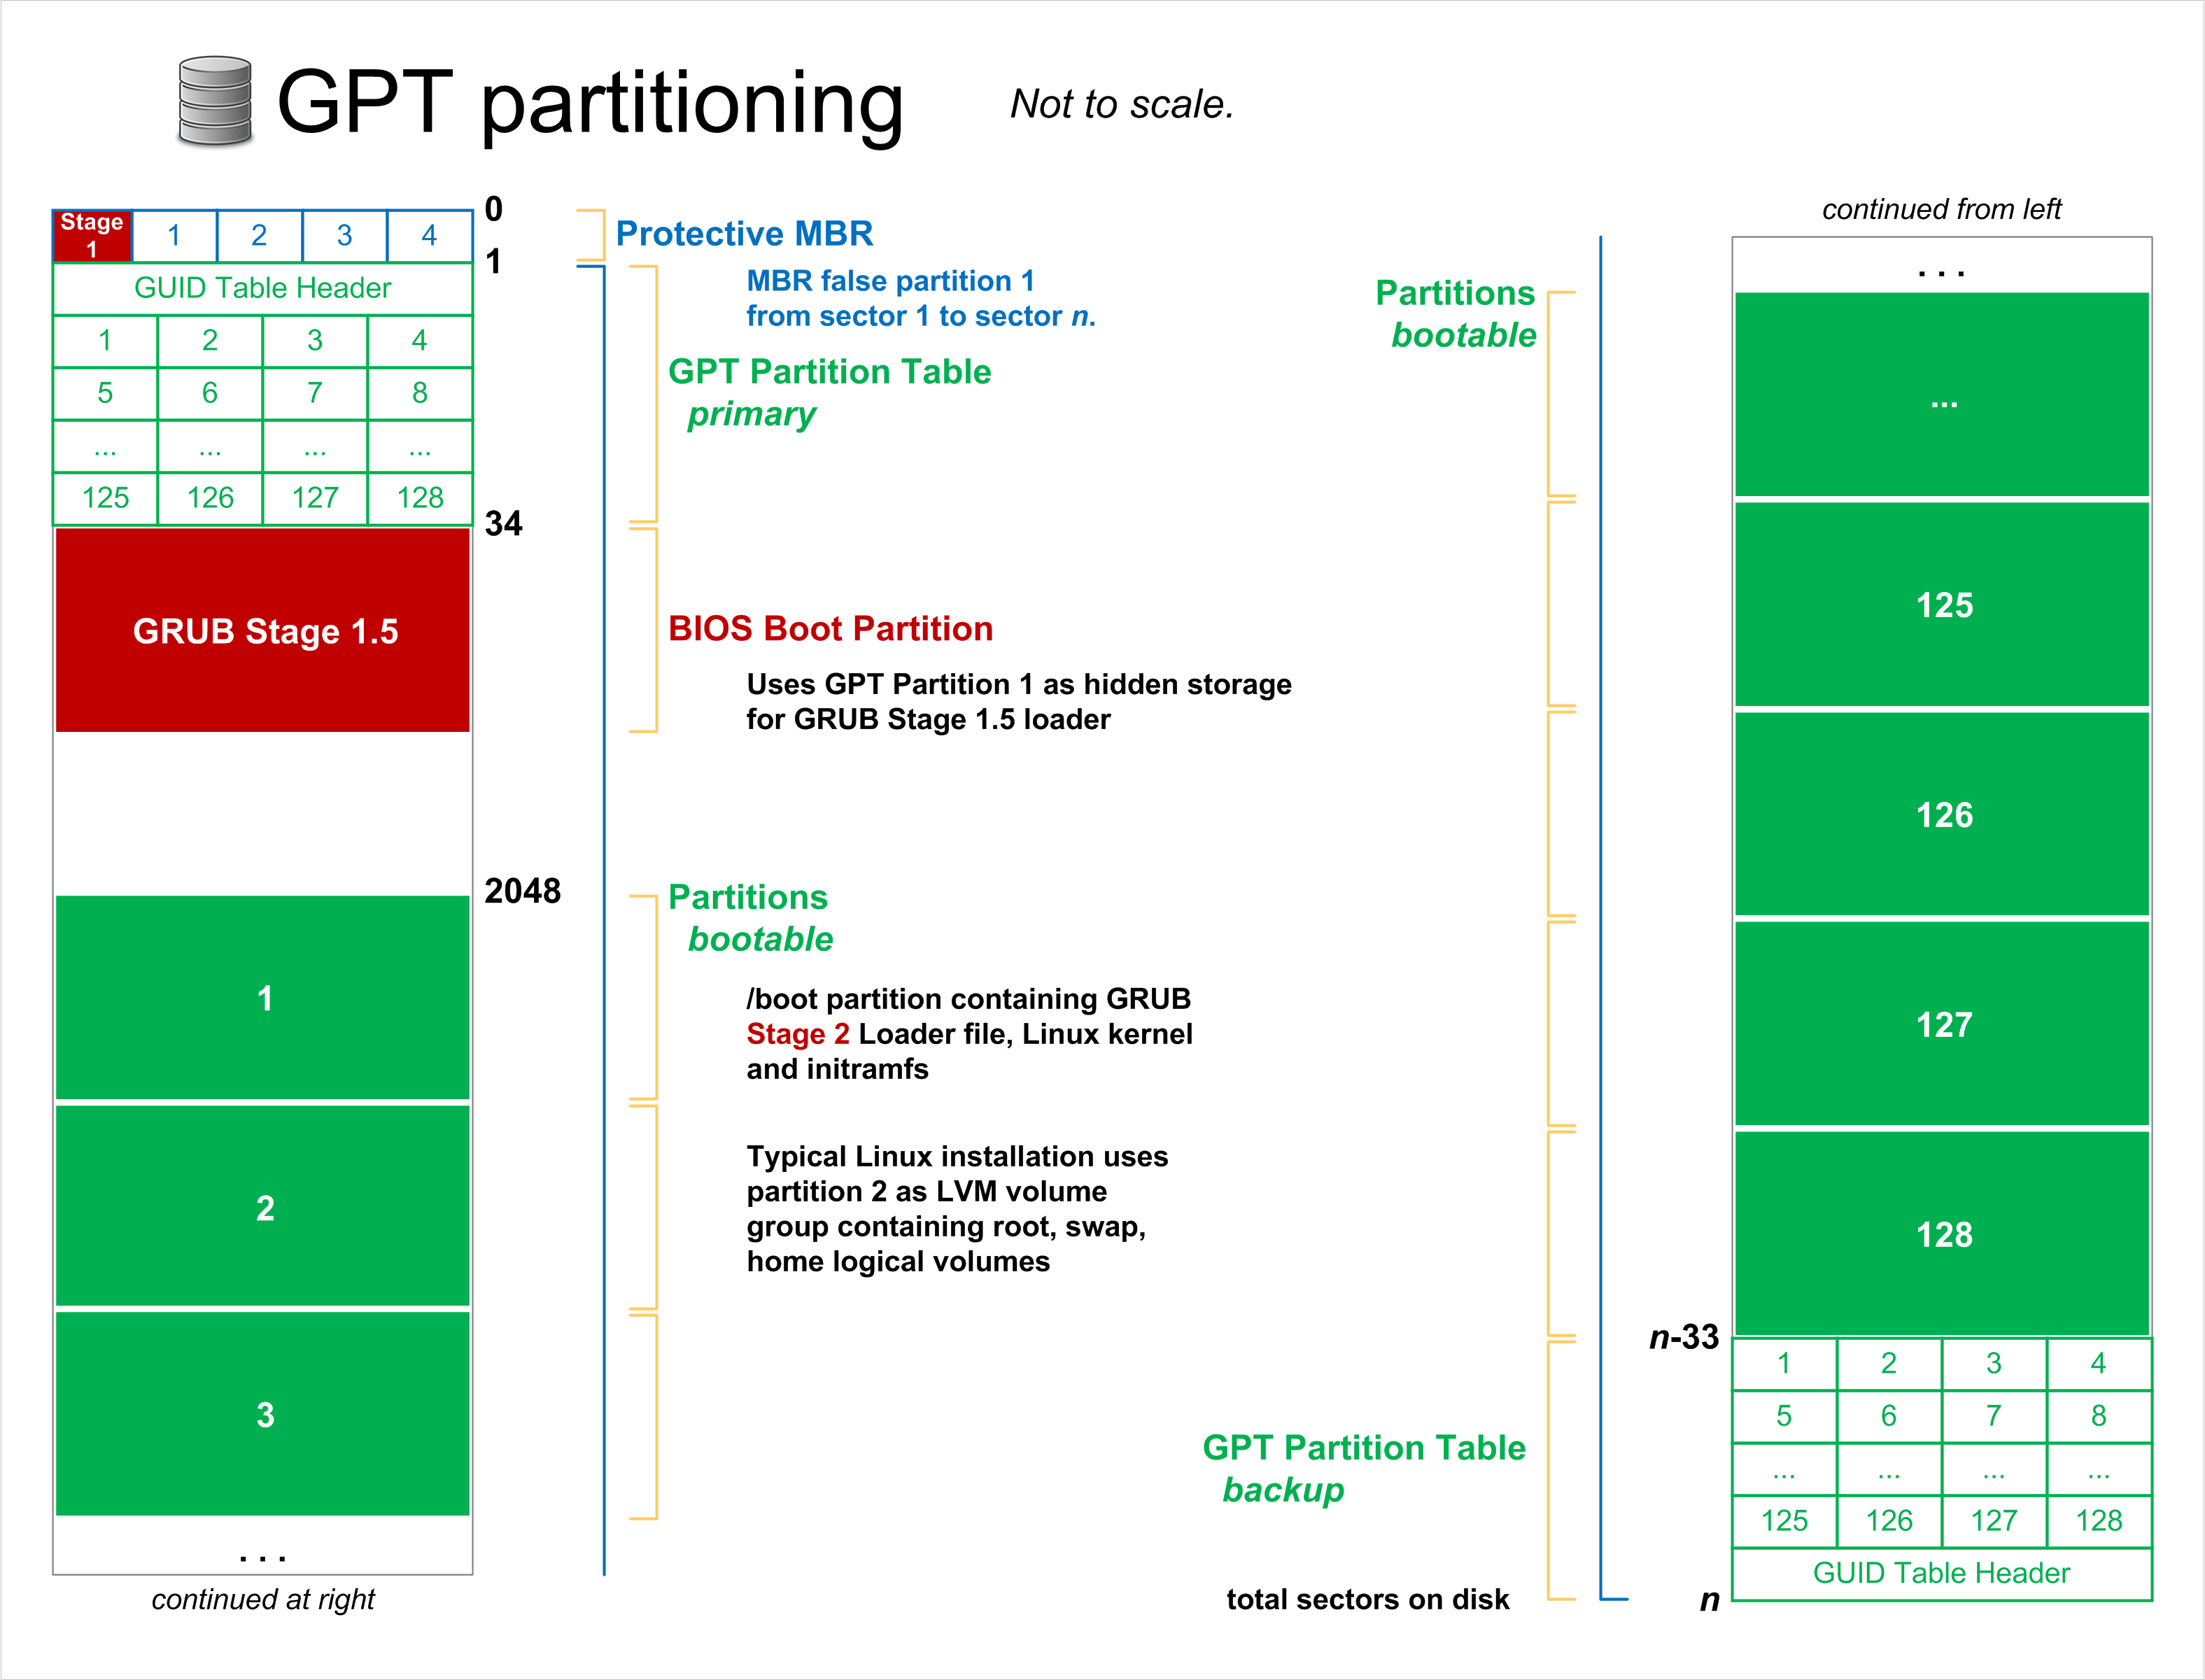 GPT partitioning
Not to scale.
Stage
1
1 2 3 4
0
1
GUID Table Header
1 2 3 4
5 6 7 8
... ... ... ...
125 126 127 128
34
GRUB Stage 1.5
2048
1
2
3
. . .
continued at right
Protective MBR
MBR false partition 1
from sector 1 to sector n.
GPT Partition Table
primary
BIOS Boot Partition
Uses GPT Partition 1 as hidden storage
for GRUB Stage 1.5 loader
Partitions
bootable
/boot partition containing GRUB
Stage 2 Loader file, Linux kernel
and initramfs
Typical Linux installation uses
partition 2 as LVM volume
group containing root, swap,
home logical volumes
continued from left
. . .
Partitions
bootable
...
125
126
127
128
n-33
1 2 3 4
5 6 7 8
... ... ... ...
125 126 127 128
GUID Table Header
GPT Partition Table
backup
total sectors on disk
n